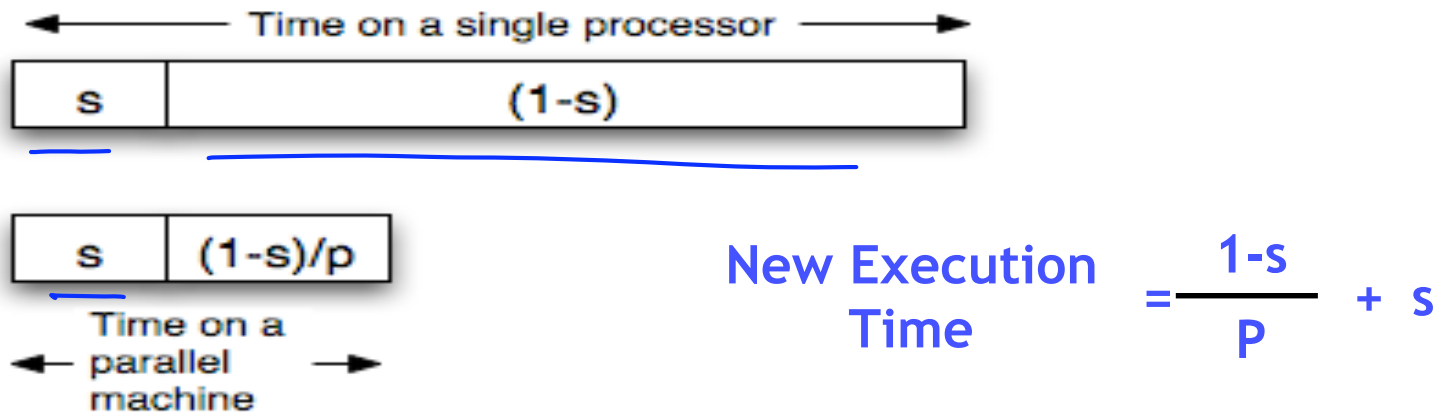 Time on a single processor
s (1-s)
s (1-s)/p
Time on a
parallel
machine
New Execution
Time
= 1-s / P + s